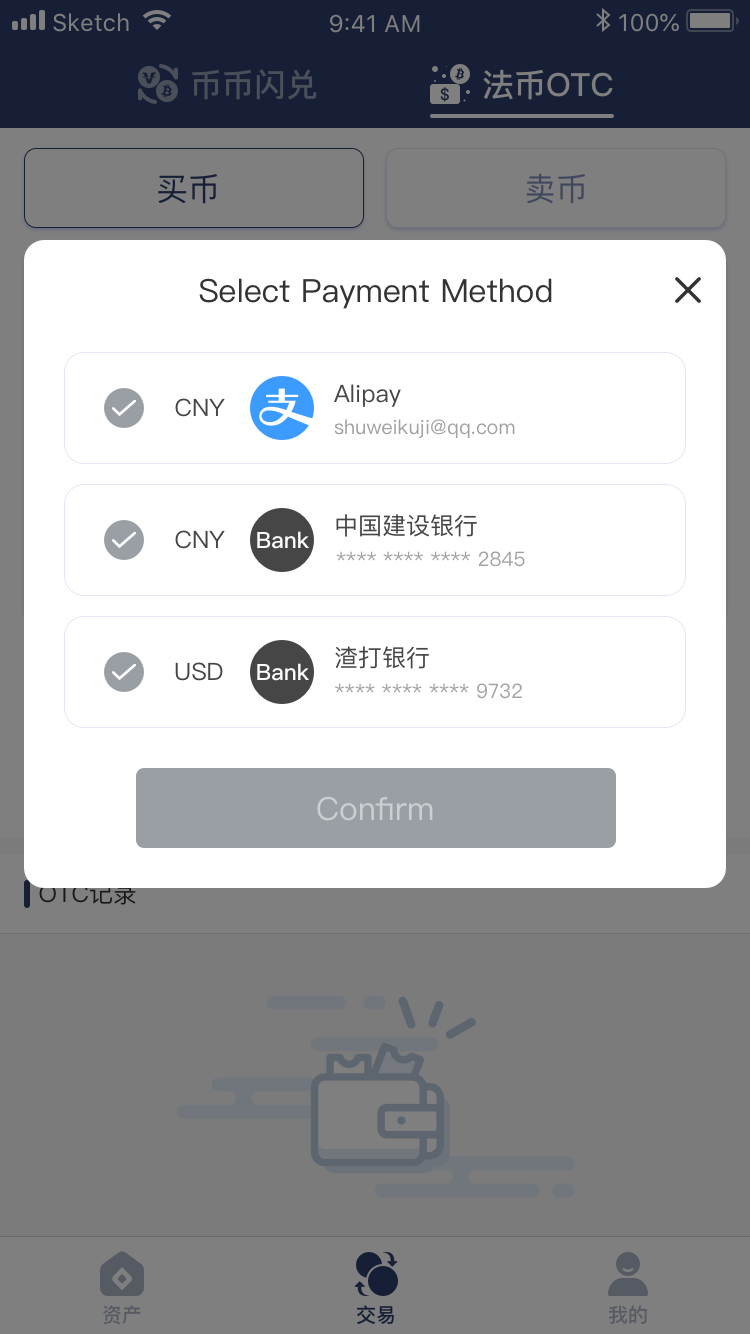 Sketch 9:41 AM 100%
币币闪兑 法币OTC
买币 卖币
Select Payment Method
CNY Alipay
shuweikuji@qq.com
CNY Bank 中国建设银行
**** **** **** 2845
USD Bank 渣打银行
**** **** **** 9732
Confirm
OTC记录
资产 交易 我的